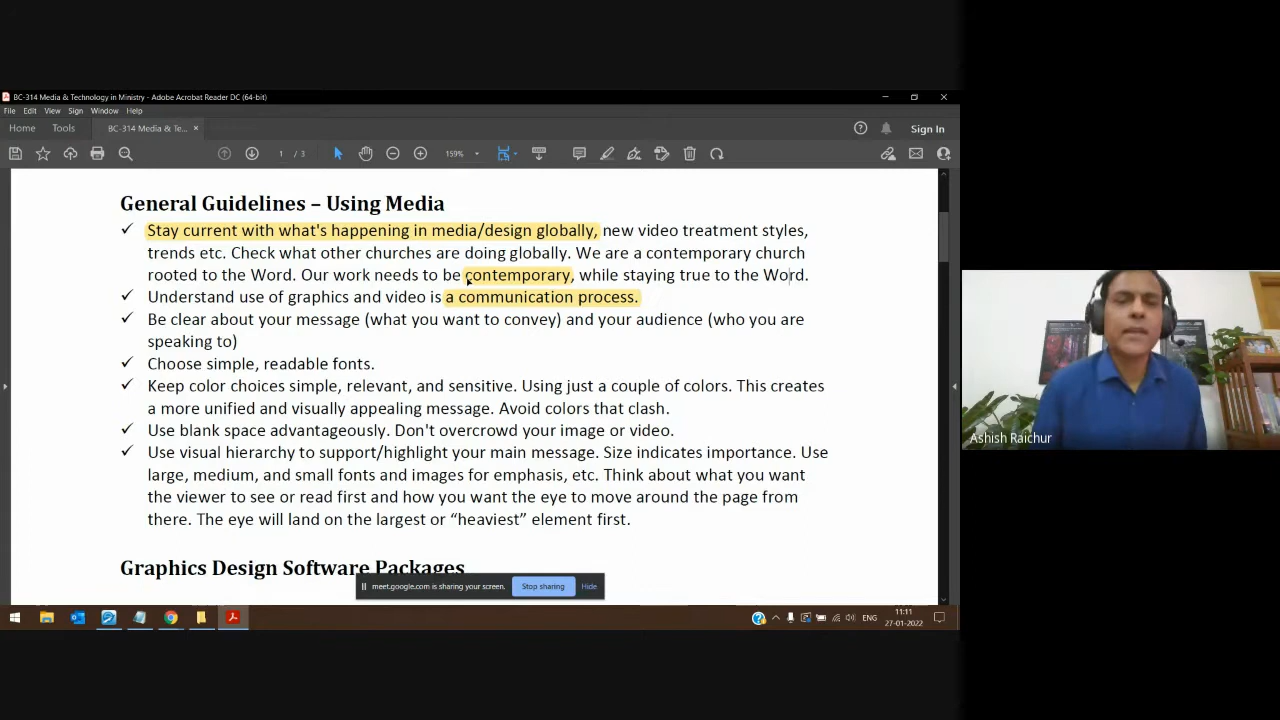 BC-314 Media & Technology in Ministry - Adobe Acrobat Reader DC (64-bit)
File Edit View Sign Window Help
Home Tools BC-314 Media & Te... × Sign In
1 / 3 159%
General Guidelines – Using Media
✓ Stay current with what's happening in media/design globally, new video treatment styles,
trends etc. Check what other churches are doing globally. We are a contemporary church
rooted to the Word. Our work needs to be contemporary, while staying true to the Word.
✓ Understand use of graphics and video is a communication process.
✓ Be clear about your message (what you want to convey) and your audience (who you are
speaking to)
✓ Choose simple, readable fonts.
✓ Keep color choices simple, relevant, and sensitive. Using just a couple of colors. This creates
a more unified and visually appealing message. Avoid colors that clash.
✓ Use blank space advantageously. Don't overcrowd your image or video.
✓ Use visual hierarchy to support/highlight your main message. Size indicates importance. Use
large, medium, and small fonts and images for emphasis, etc. Think about what you want
the viewer to see or read first and how you want the eye to move around the page from
there. The eye will land on the largest or “heaviest” element first.
Graphics Design Software Packages
meet.google.com is sharing your screen. Stop sharing Hide
ENG 11:11
27-01-2022
Ashish Raichur